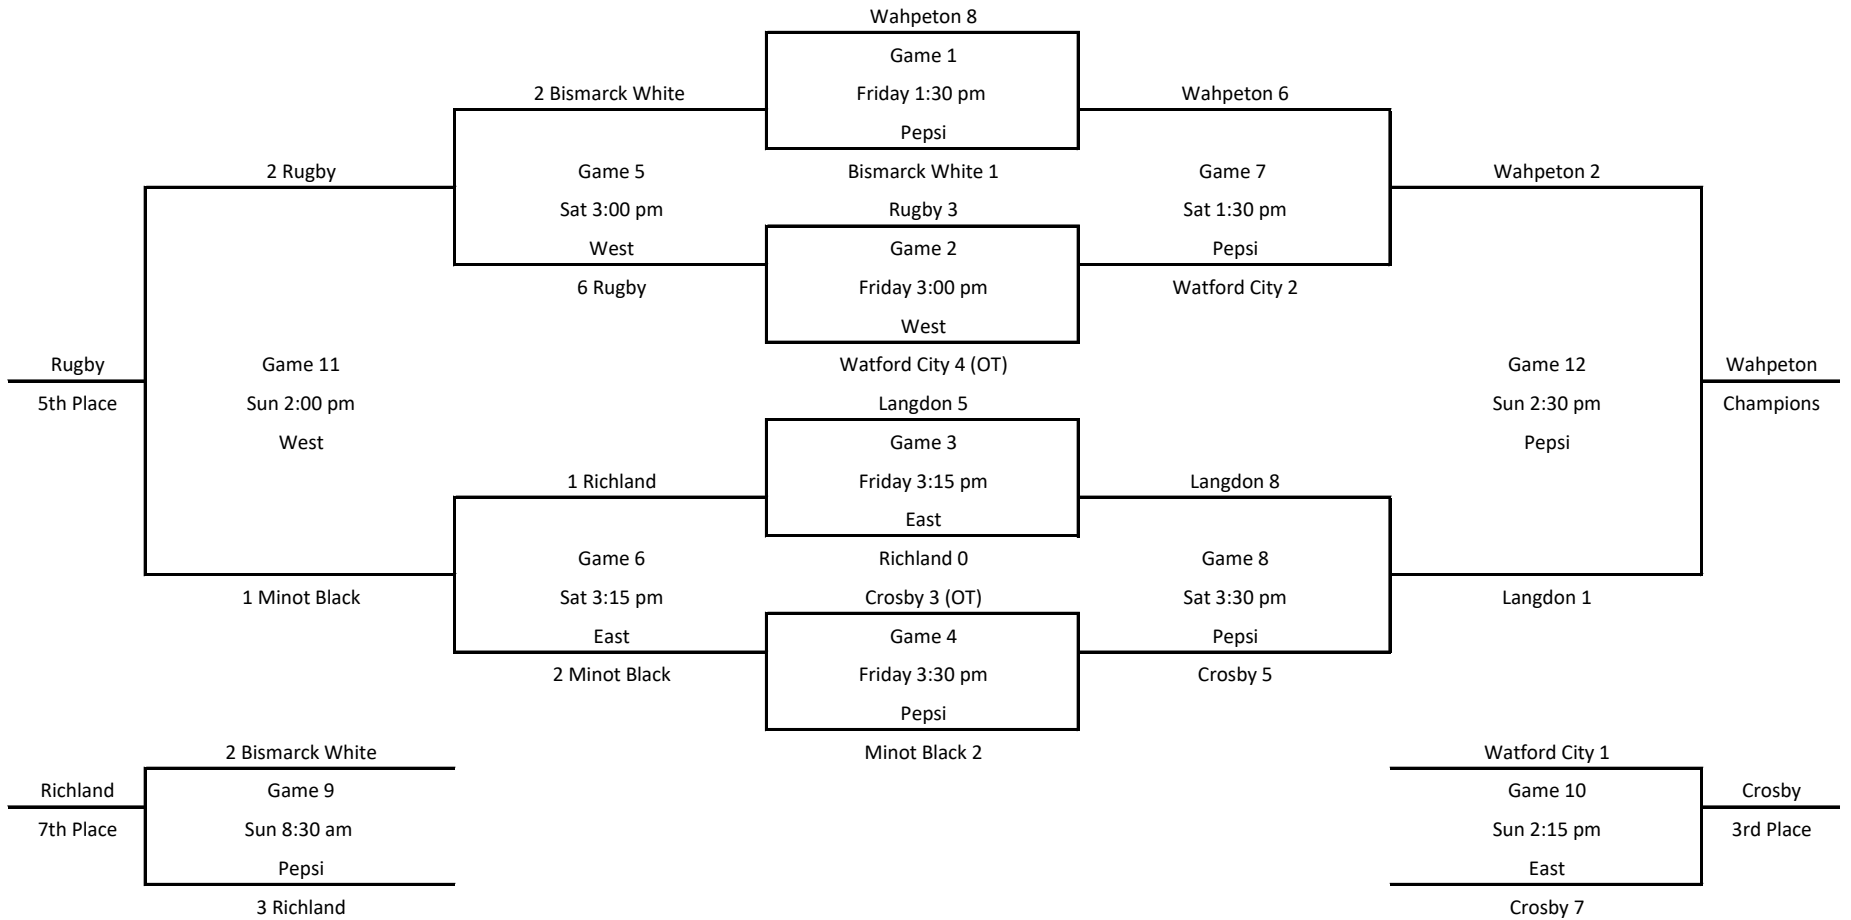 Wahpeton 8
Game 1
2 Bismarck White
Friday 1:30 pm
Wahpeton 6
Pepsi
2 Rugby
Game 5
Bismarck White 1
Game 7
Wahpeton 2
Sat 3:00 pm
Rugby 3
Sat 1:30 pm
West
Game 2
Pepsi
6 Rugby
Friday 3:00 pm
Watford City 2
West
Rugby
Game 11
Watford City 4 (OT)
Game 12
Wahpeton
5th Place
Sun 2:00 pm
Langdon 5
Sun 2:30 pm
Champions
West
Game 3
Pepsi
1 Richland
Friday 3:15 pm
Langdon 8
East
Game 6
Richland 0
Game 8
1 Minot Black
Sat 3:15 pm
Crosby 3 (OT)
Sat 3:30 pm
Langdon 1
East
Game 4
Pepsi
2 Minot Black
Friday 3:30 pm
Crosby 5
Pepsi
2 Bismarck White
Minot Black 2
Watford City 1
Richland
Game 9
Game 10
Crosby
7th Place
Sun 8:30 am
Sun 2:15 pm
3rd Place
Pepsi
East
3 Richland
Crosby 7